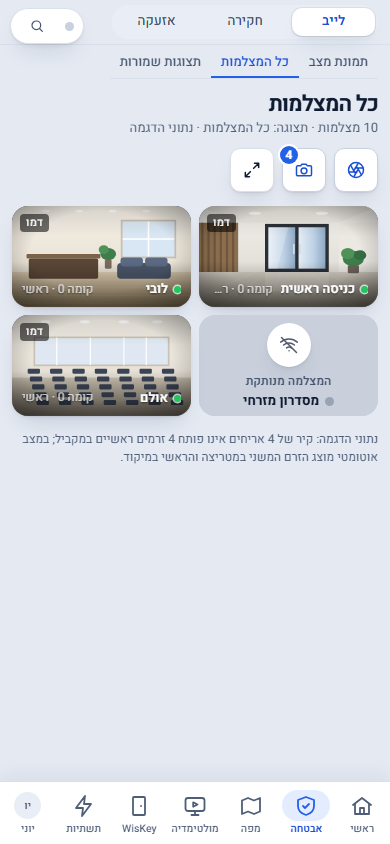 לייב
חקירה
אזעקה
תמונת מצב
כל המצלמות
תצוגות שמורות
כל המצלמות
10 מצלמות · תצוגה: כל המצלמות · נתוני הדגמה
4
דמו
כניסה ראשית
קומה 0 · ר...
דמו
לובי
קומה 0 · ראשי
המצלמה מנותקת
מסדרון מזרחי
דמו
אולם
קומה 0 · ראשי
נתוני הדגמה: קיר של 4 אריחים אינו פותח 4 זרמים ראשיים במקביל; במצב
אוטומטי מוצג הזרם המשני במטריצה והראשי במיקוד.
ראשי
אבטחה
מפה
מולטימדיה
WisKey
תשתיות
יו
יוני